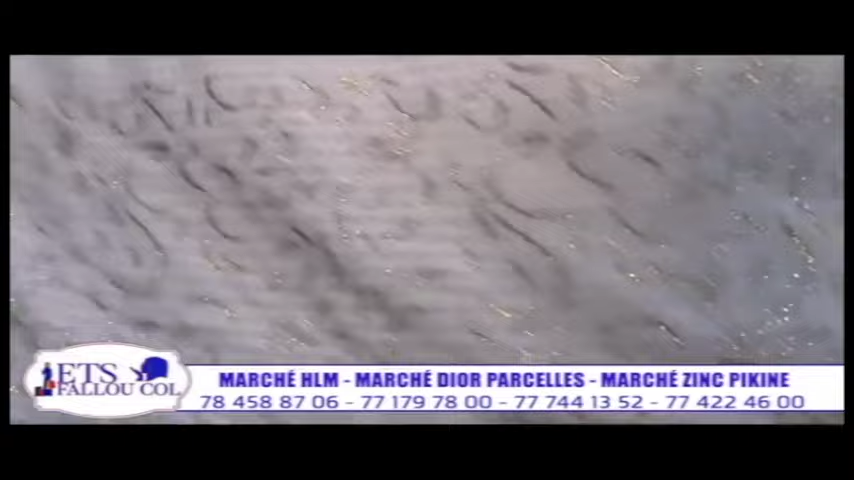 ETS
FALLOU COL
MARCHÉ HLM - MARCHÉ DIOR PARCELLES - MARCHÉ ZINC PIKINE
78 458 87 06 - 77 179 78 00 - 77 744 13 52 - 77 422 46 00